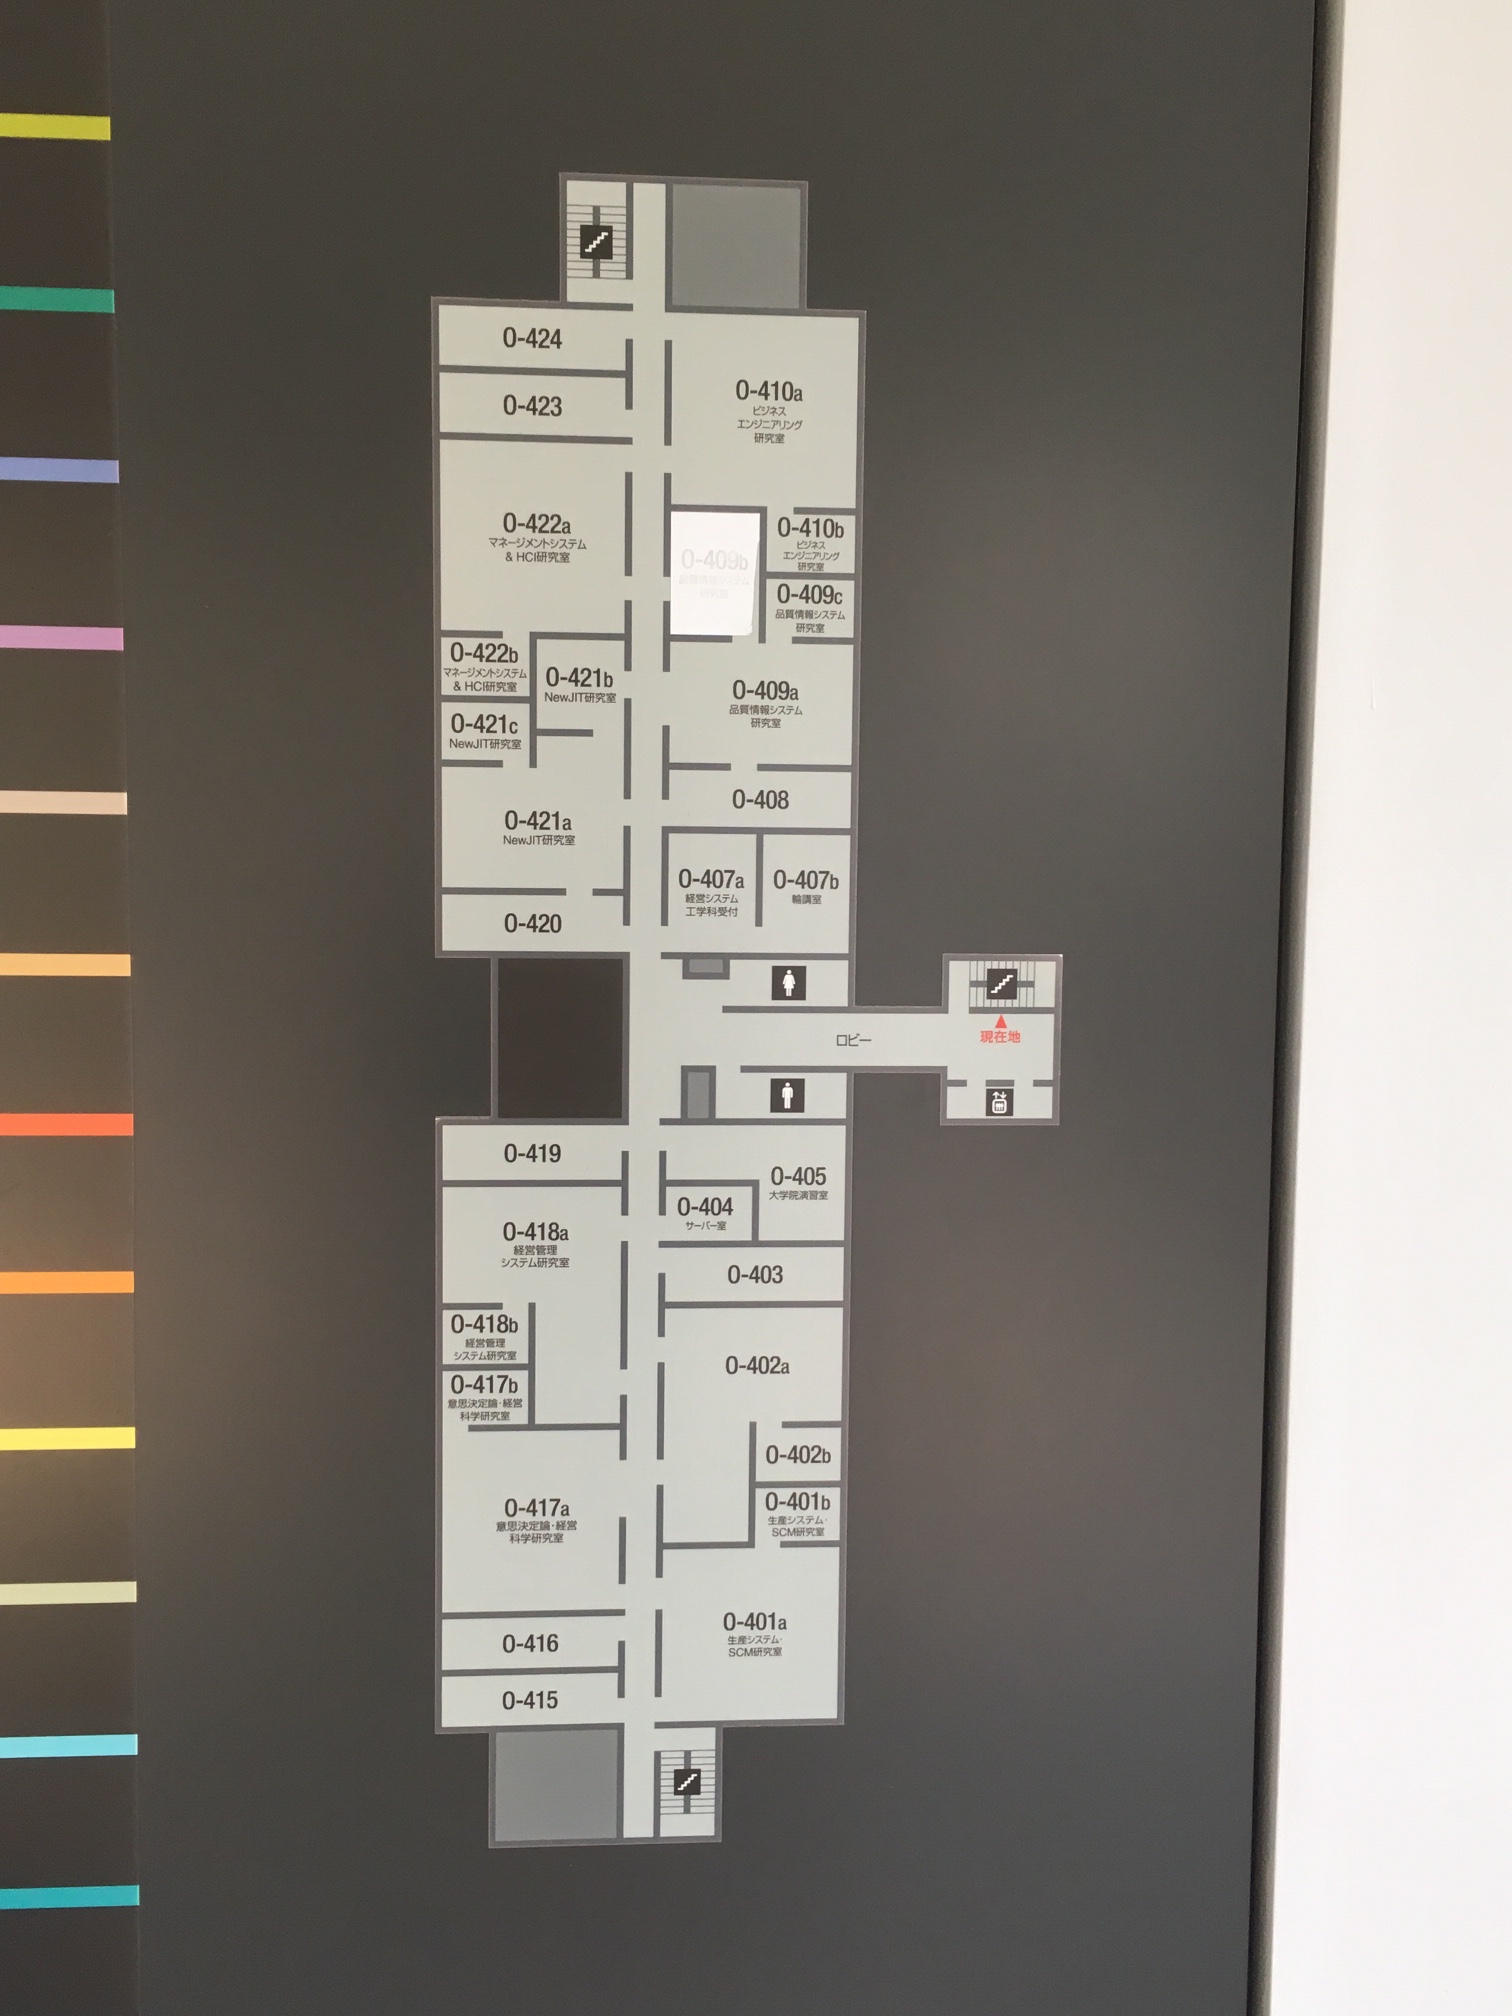 0-424
0-423
0-410a
ビジネス
エンジニアリング
研究室
0-422a
マネージメントシステム
& HCI研究室
0-409b
品質情報システム
研究室
0-410b
ビジネス
エンジニアリング
研究室
0-409c
品質情報システム
研究室
0-422b
マネージメントシステム
& HCI研究室
0-421b
NewJIT研究室
0-421c
NewJIT研究室
0-409a
品質情報システム
研究室
0-421a
NewJIT研究室
0-408
0-407a
経営システム
工学科受付
0-407b
輪講室
0-420
ロビー
現在地
0-419
0-405
大学院演習室
0-404
サーバー室
0-418a
経営管理
システム研究室
0-403
0-418b
経営管理
システム研究室
0-417b
意思決定論・経営
科学研究室
0-402a
0-402b
0-401b
生産システム・
SCM研究室
0-417a
意思決定論・経営
科学研究室
0-401a
生産システム・
SCM研究室
0-416
0-415